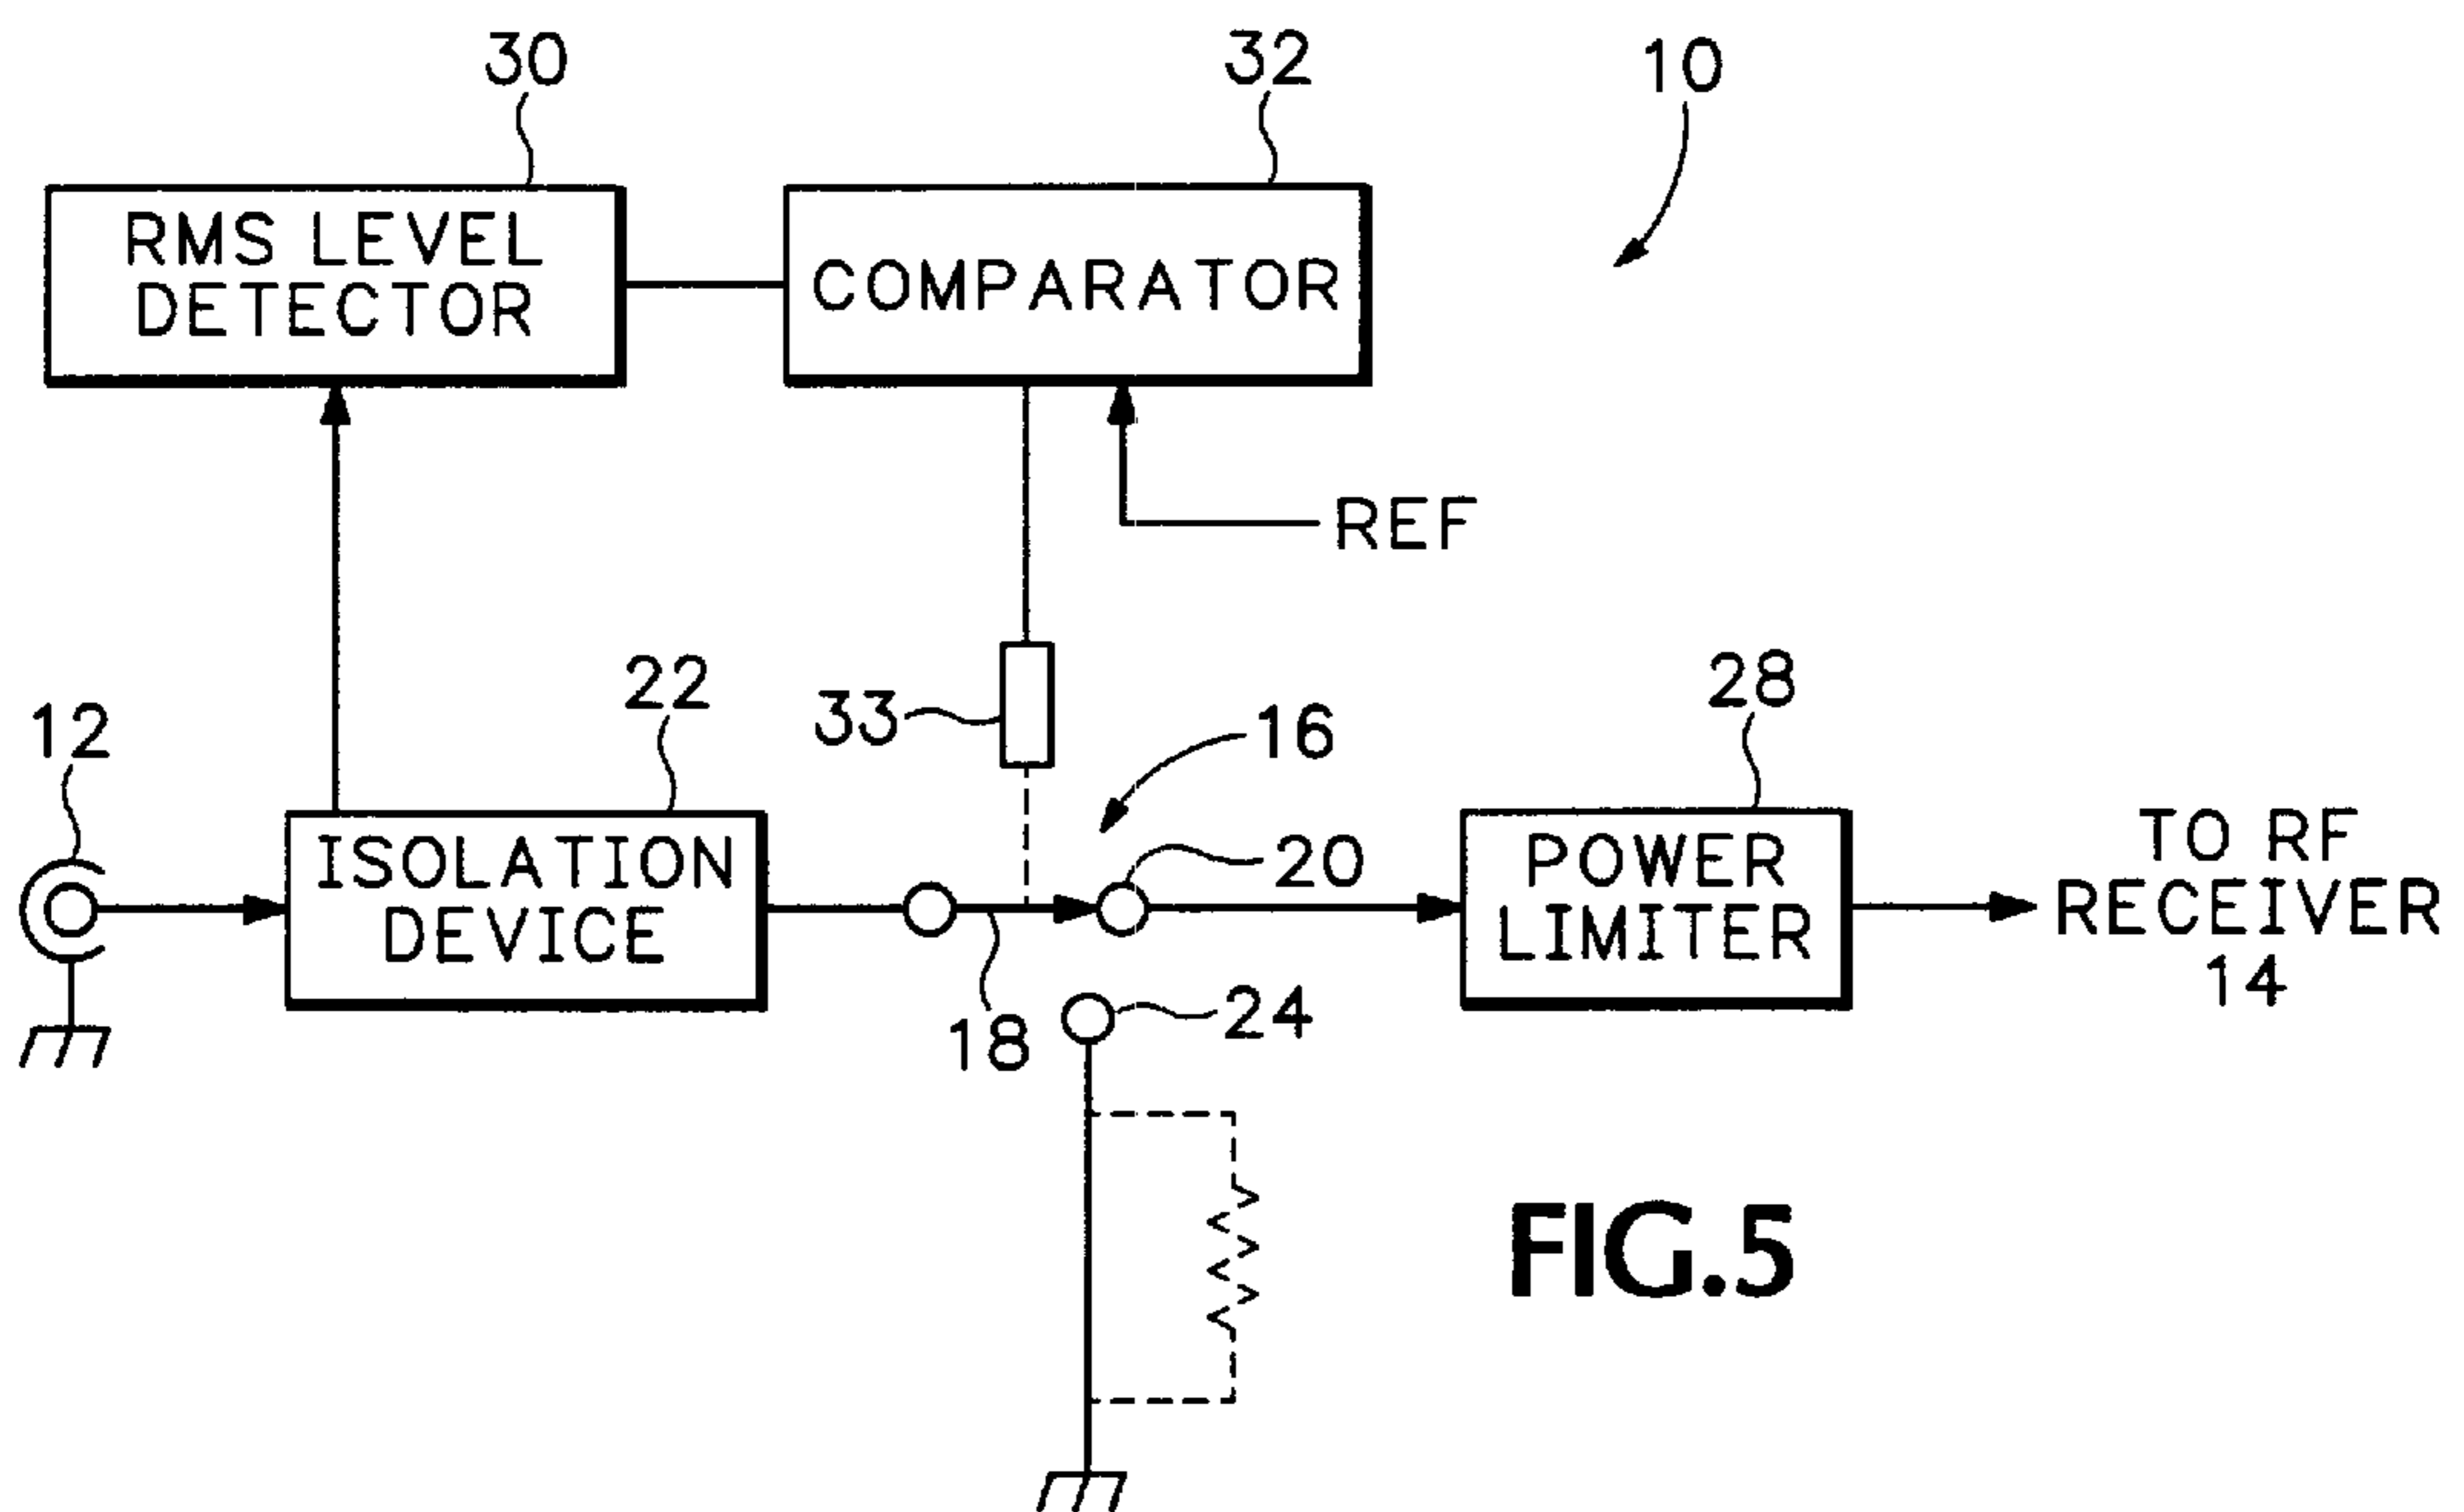 30
32
10
RMS LEVEL
DETECTOR
COMPARATOR
REF
12
22
33
16
28
20
ISOLATION
DEVICE
POWER
LIMITER
TO RF
RECEIVER
14
18
24
FIG.5